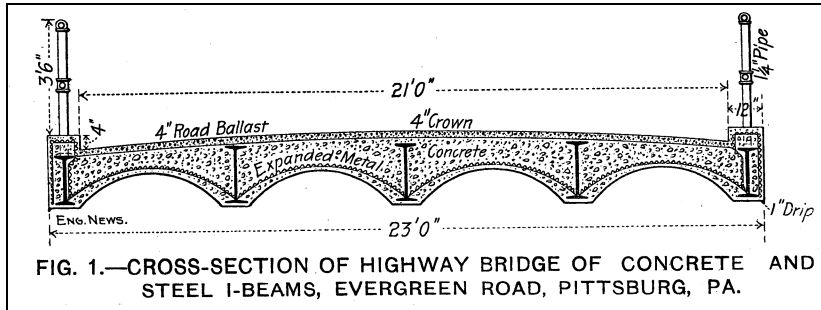 3'6"
21'0"
1 1/4" Pipe
12"
4"
4" Road Ballast
4" Crown
Expanded Metal
Concrete
ENG. NEWS.
1" Drip
23'0"
FIG. 1.—CROSS-SECTION OF HIGHWAY BRIDGE OF CONCRETE AND
STEEL I-BEAMS, EVERGREEN ROAD, PITTSBURG, PA.